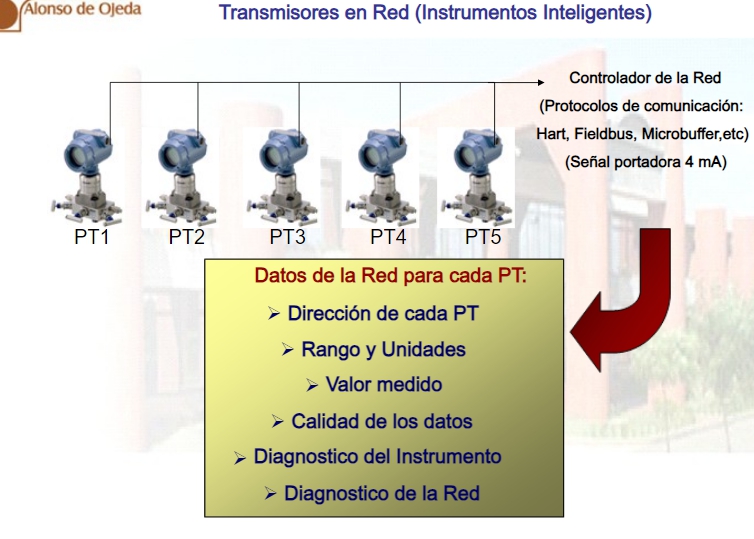 Alonso de Ojeda
Transmisores en Red (Instrumentos Inteligentes)
Controlador de la Red
(Protocolos de comunicación:
Hart, Fieldbus, Microbuffer,etc)
(Señal portadora 4 mA)
PT1 PT2 PT3 PT4 PT5
Datos de la Red para cada PT:
➢ Dirección de cada PT
➢ Rango y Unidades
➢ Valor medido
➢ Calidad de los datos
➢ Diagnostico del Instrumento
➢ Diagnostico de la Red